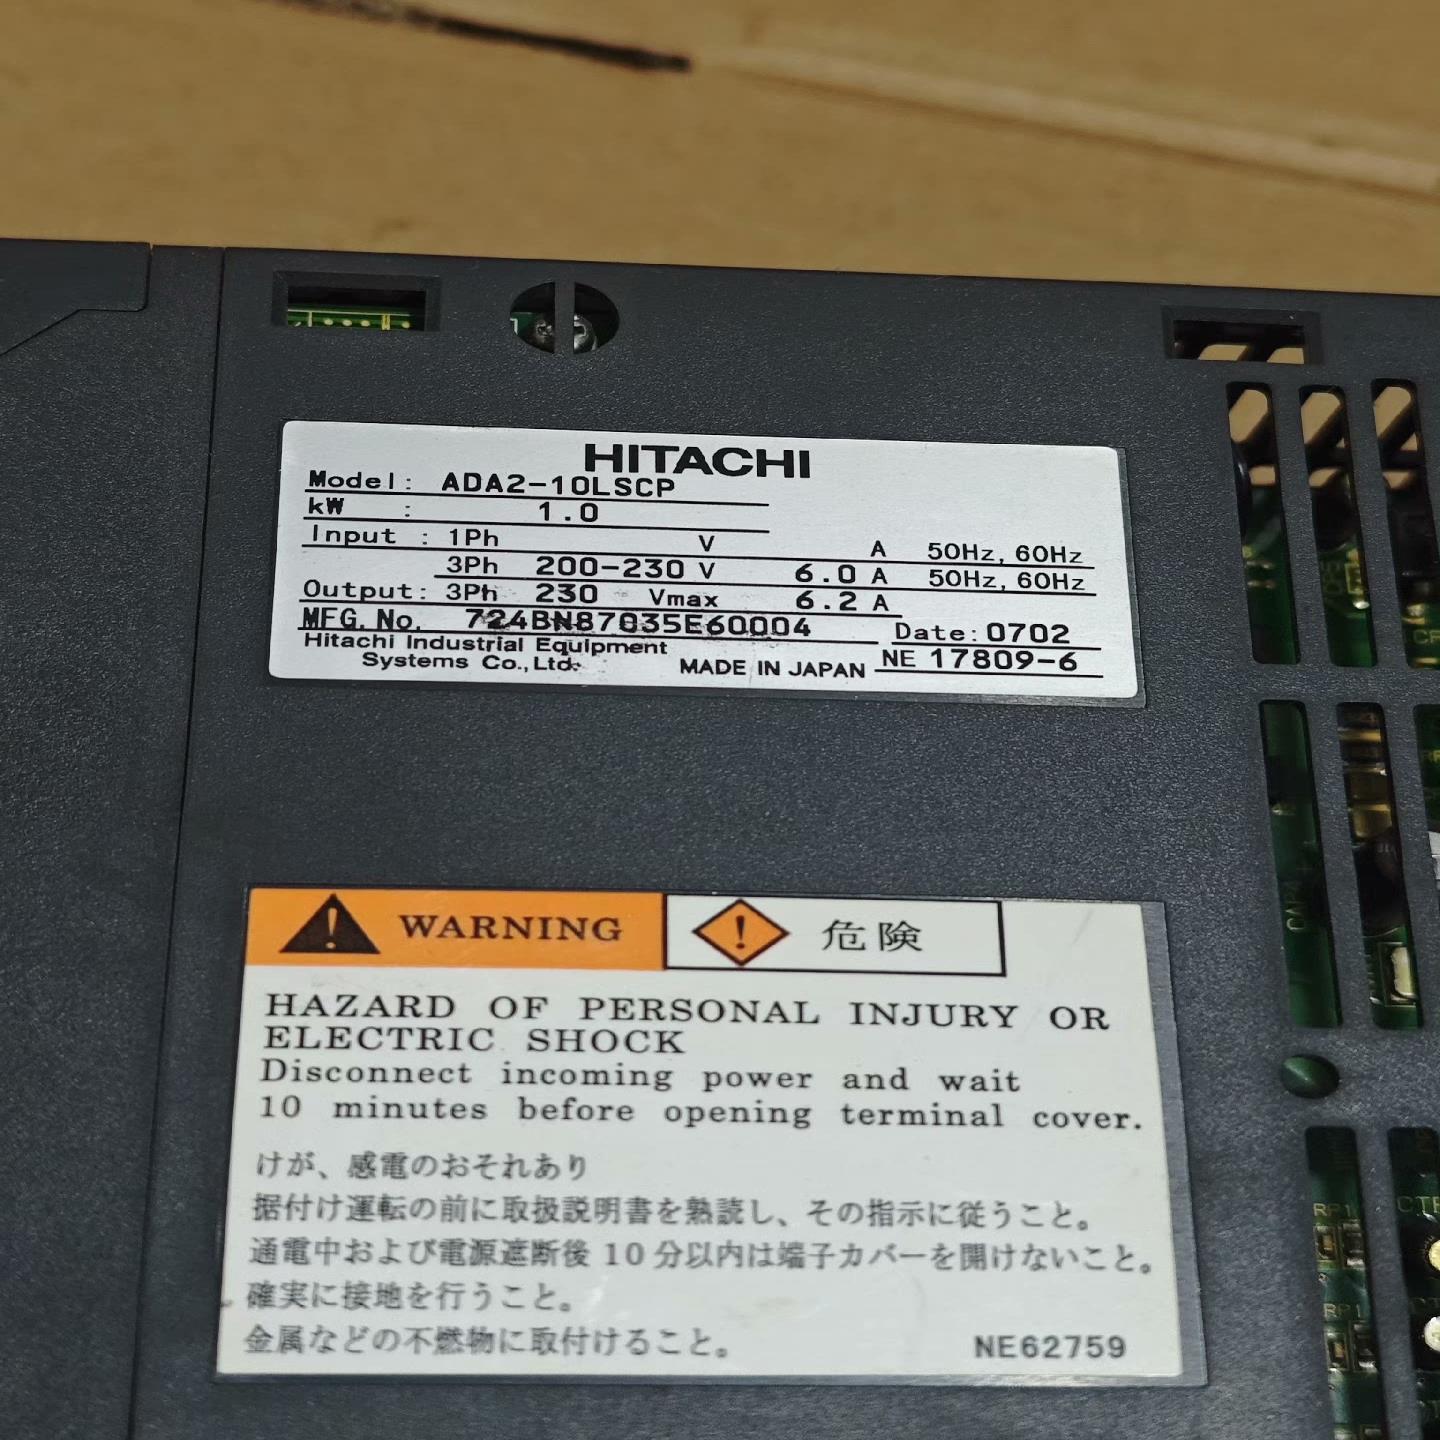 HITACHI
Model: ADA2-10LSCP
kW : 1.0
Input : 1Ph V A 50Hz, 60Hz
3Ph 200-230 V 6.0 A 50Hz, 60Hz
Output: 3Ph 230 Vmax 6.2 A
MFG. No. 724BN87035E60004 Date: 0702
Hitachi Industrial Equipment
Systems Co., Ltd. MADE IN JAPAN NE 17809-6
WARNING 危険
HAZARD OF PERSONAL INJURY OR
ELECTRIC SHOCK
Disconnect incoming power and wait
10 minutes before opening terminal cover.
けが、感電のおそれあり
据付け運転の前に取扱説明書を熟読し、その指示に従うこと。
通電中および電源遮断後10分以内は端子カバーを開けないこと。
確実に接地を行うこと。
金属などの不燃物に取付けること。
NE62759
RP1
RP1